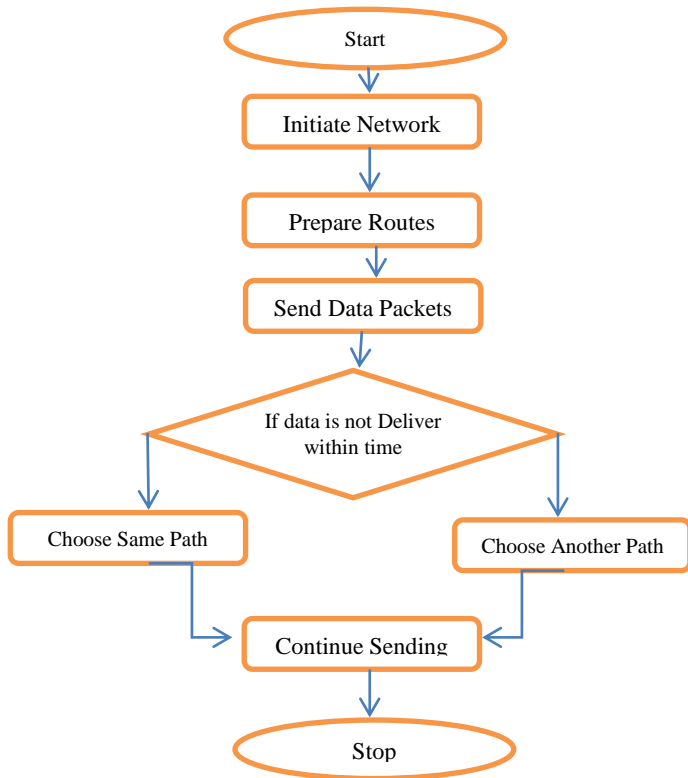 Start
Initiate Network
Prepare Routes
Send Data Packets
If data is not Deliver
within time
Choose Same Path
Choose Another Path
Continue Sending
Stop